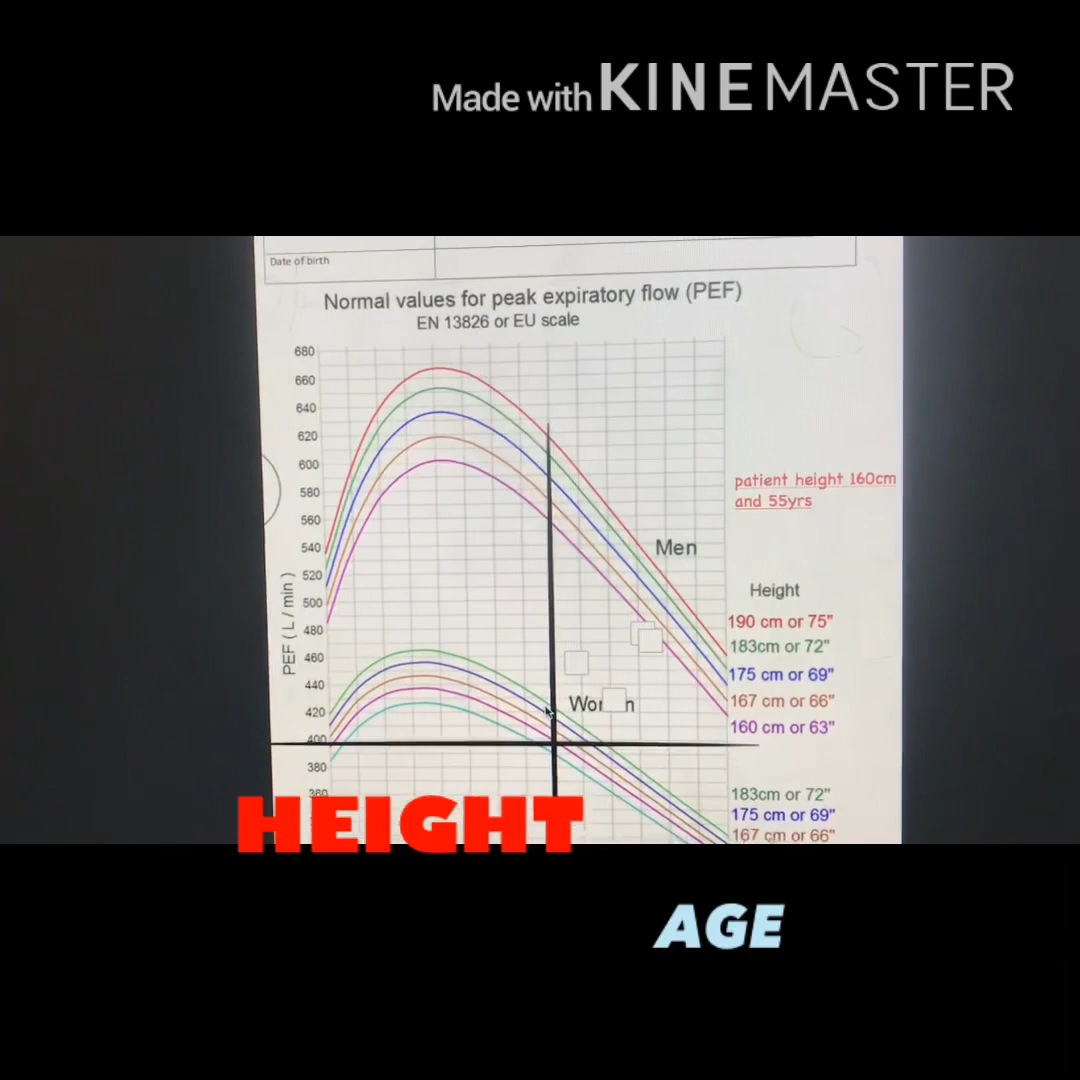 Made with KINEMASTER
Date of birth
Normal values for peak expiratory flow (PEF)
EN 13826 or EU scale
680
660
640
620
600
580
560
540
520
500
480
460
440
420
400
380
360
PEF ( L / min )
patient height 160cm
and 55yrs
Men
Height
190 cm or 75"
183cm or 72"
175 cm or 69"
167 cm or 66"
160 cm or 63"
183cm or 72"
175 cm or 69"
167 cm or 66"
HEIGHT
AGE